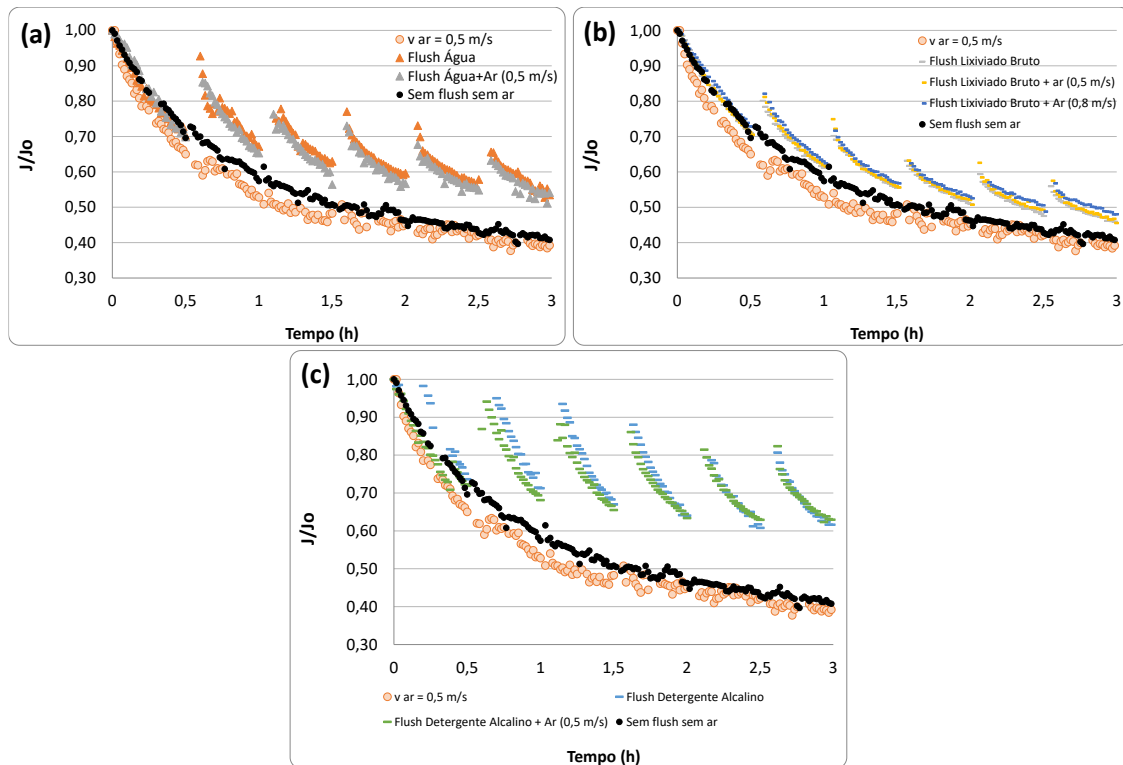 (a)
v ar = 0,5 m/s
Flush Água
Flush Água+Ar (0,5 m/s)
Sem flush sem ar
J/Jo
1,00
0,90
0,80
0,70
0,60
0,50
0,40
0,30
0 0,5 1 1,5 2 2,5 3
Tempo (h)
(b)
v ar = 0,5 m/s
Flush Lixiviado Bruto
Flush Lixiviado Bruto + ar (0,5 m/s)
Flush Lixiviado Bruto + Ar (0,8 m/s)
Sem flush sem ar
J/Jo
1,00
0,90
0,80
0,70
0,60
0,50
0,40
0,30
0 0,5 1 1,5 2 2,5 3
Tempo (h)
(c)
J/Jo
1,00
0,90
0,80
0,70
0,60
0,50
0,40
0,30
0 0,5 1 1,5 2 2,5 3
v ar = 0,5 m/s Flush Detergente Alcalino
Flush Detergente Alcalino + Ar (0,5 m/s) Sem flush sem ar
Tempo (h)